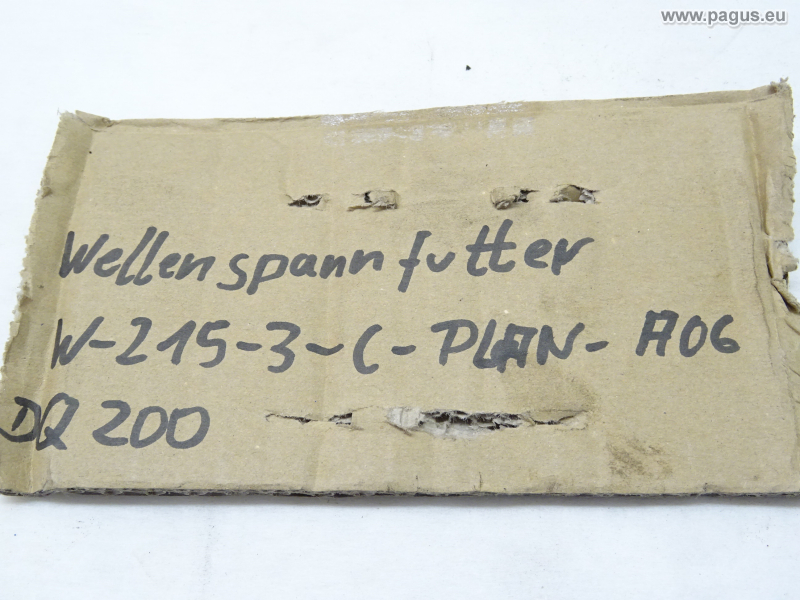 www.pagus.eu
Wellenspannfutter
W-215-3-C-PLAN-A06
DQ 200